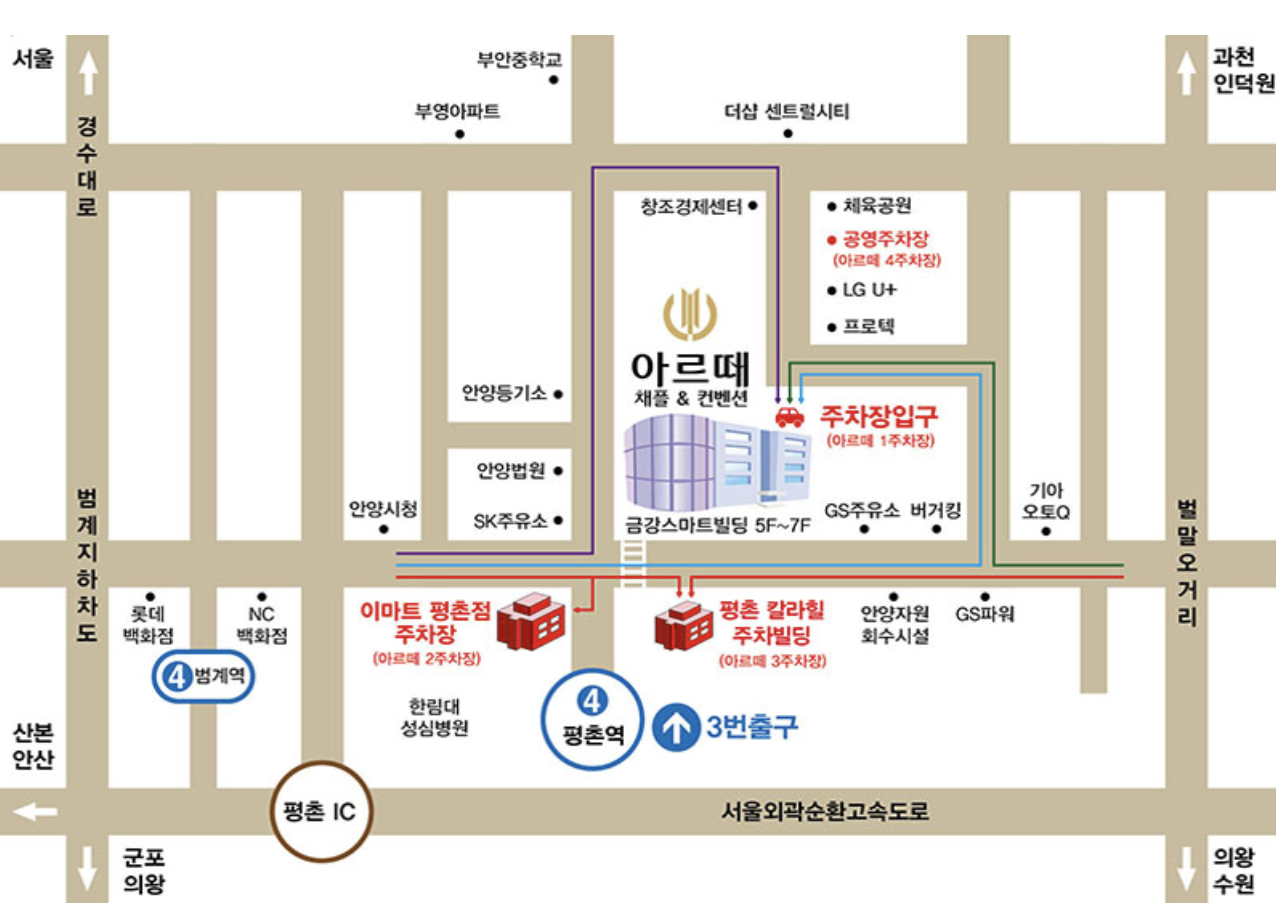 서울
경수대로
부안중학교
부영아파트
더샵 센트럴시티
과천
인덕원
창조경제센터
체육공원
공영주차장
(아르떼 4주차장)
LG U+
프로텍
아르때
채플 & 컨벤션
안양등기소
주차장입구
(아르떼 1주차장)
안양법원
SK주유소
안양시청
금강스마트빌딩 5F~7F
GS주유소
버거킹
기아
오토Q
범계지하차도
벌말오거리
롯데
백화점
NC
백화점
4 범계역
이마트 평촌점
주차장
(아르떼 2주차장)
평촌 칼라힐
주차빌딩
(아르떼 3주차장)
안양자원
회수시설
GS파워
한림대
성심병원
4
평촌역
3번출구
산본
안산
평촌 IC
서울외곽순환고속도로
군포
의왕
의왕
수원